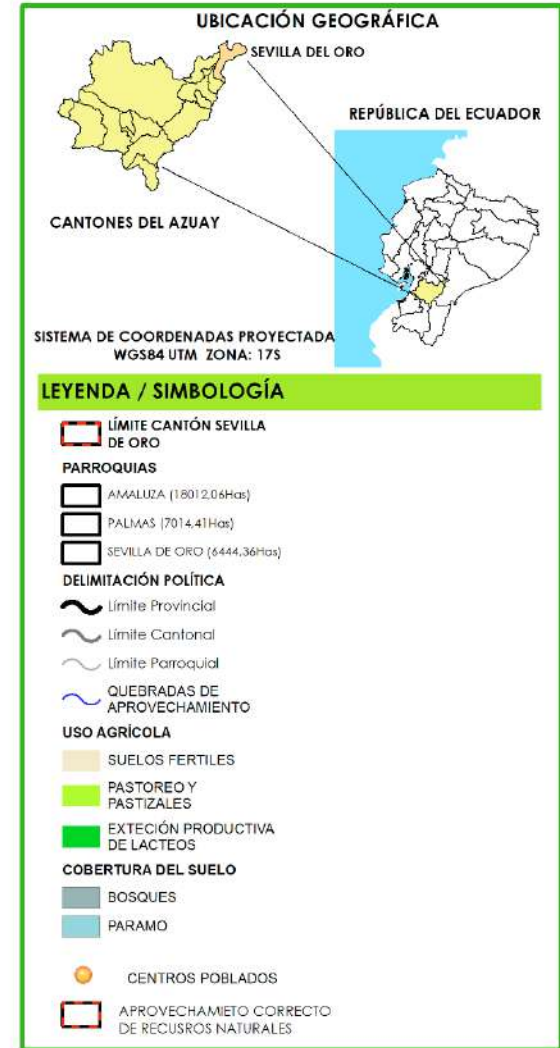 UBICACIÓN GEOGRÁFICA
SEVILLA DEL ORO
REPÚBLICA DEL ECUADOR
CANTONES DEL AZUAY
SISTEMA DE COORDENADAS PROYECTADA
WGS84 UTM ZONA: 17S
LEYENDA / SIMBOLOGÍA
LÍMITE CANTÓN SEVILLA
DE ORO
PARROQUIAS
AMALUZA (18012,06Has)
PALMAS (7014,41Has)
SEVILLA DE ORO (6444,36Has)
DELIMITACIÓN POLÍTICA
Límite Provincial
Límite Cantonal
Límite Parroquial
QUEBRADAS DE
APROVECHAMIENTO
USO AGRÍCOLA
SUELOS FERTILES
PASTOREO Y
PASTIZALES
EXTECIÓN PRODUCTIVA
DE LACTEOS
COBERTURA DEL SUELO
BOSQUES
PARAMO
CENTROS POBLADOS
APROVECHAMIETO CORRECTO
DE RECUSROS NATURALES